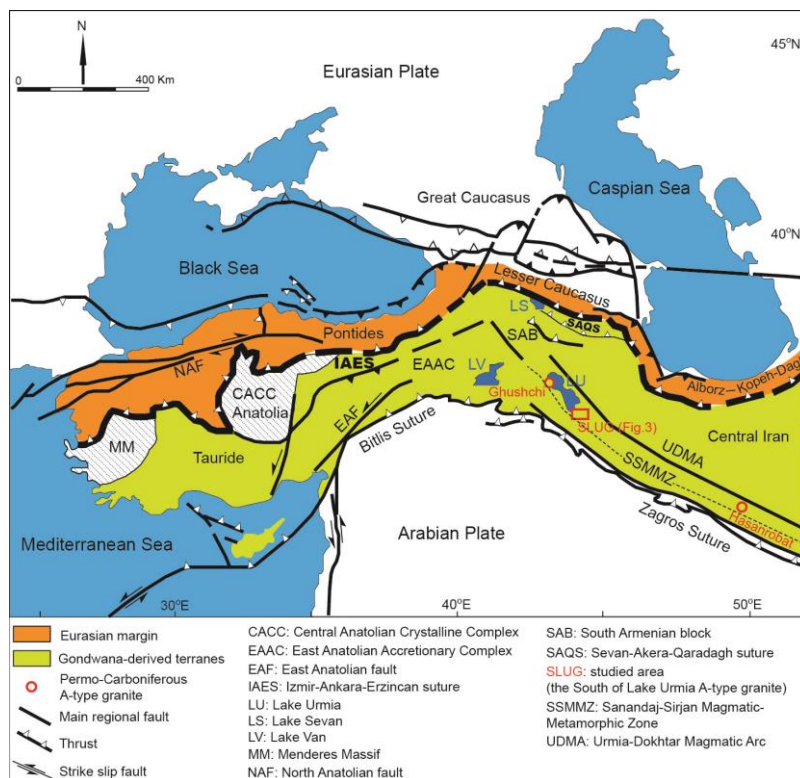 N
0 400 Km
45°N
Eurasian Plate
Great Caucasus
Caspian Sea
40°N
Black Sea
Lesser Caucasus
LS
SAQS
Pontides
SAB
NAF
IAES
EAAC
LV
LU
Ghushchi
Alborz–Kopeh-Dag
CACC
Anatolia
SLUG (Fig.3)
EAF
Bitlis Suture
MM
Tauride
UDMA
Central Iran
SSMMZ
Hasanrobat
Zagros Suture
Mediterranean Sea
Arabian Plate
30°E
40°E
50°E
Eurasian margin
Gondwana-derived terranes
Permo-Carboniferous
A-type granite
Main regional fault
Thrust
Strike slip fault
CACC: Central Anatolian Crystalline Complex
EAAC: East Anatolian Accretionary Complex
EAF: East Anatolian fault
IAES: Izmir-Ankara-Erzincan suture
LU: Lake Urmia
LS: Lake Sevan
LV: Lake Van
MM: Menderes Massif
NAF: North Anatolian fault
SAB: South Armenian block
SAQS: Sevan-Akera-Qaradagh suture
SLUG: studied area
(the South of Lake Urmia A-type granite)
SSMMZ: Sanandaj-Sirjan Magmatic-
Metamorphic Zone
UDMA: Urmia-Dokhtar Magmatic Arc